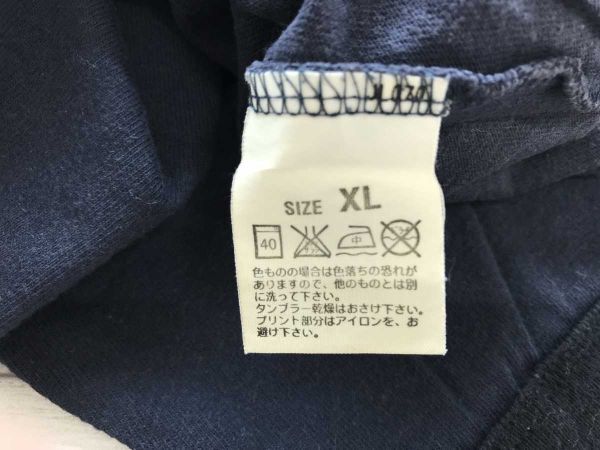 SIZE XL
40 中
色ものの場合は色落ちの恐れが
ありますので、他のものとは別
に洗って下さい。
タンブラー乾燥はおさけ下さい。
プリント部分はアイロンを、お
避け下さい。